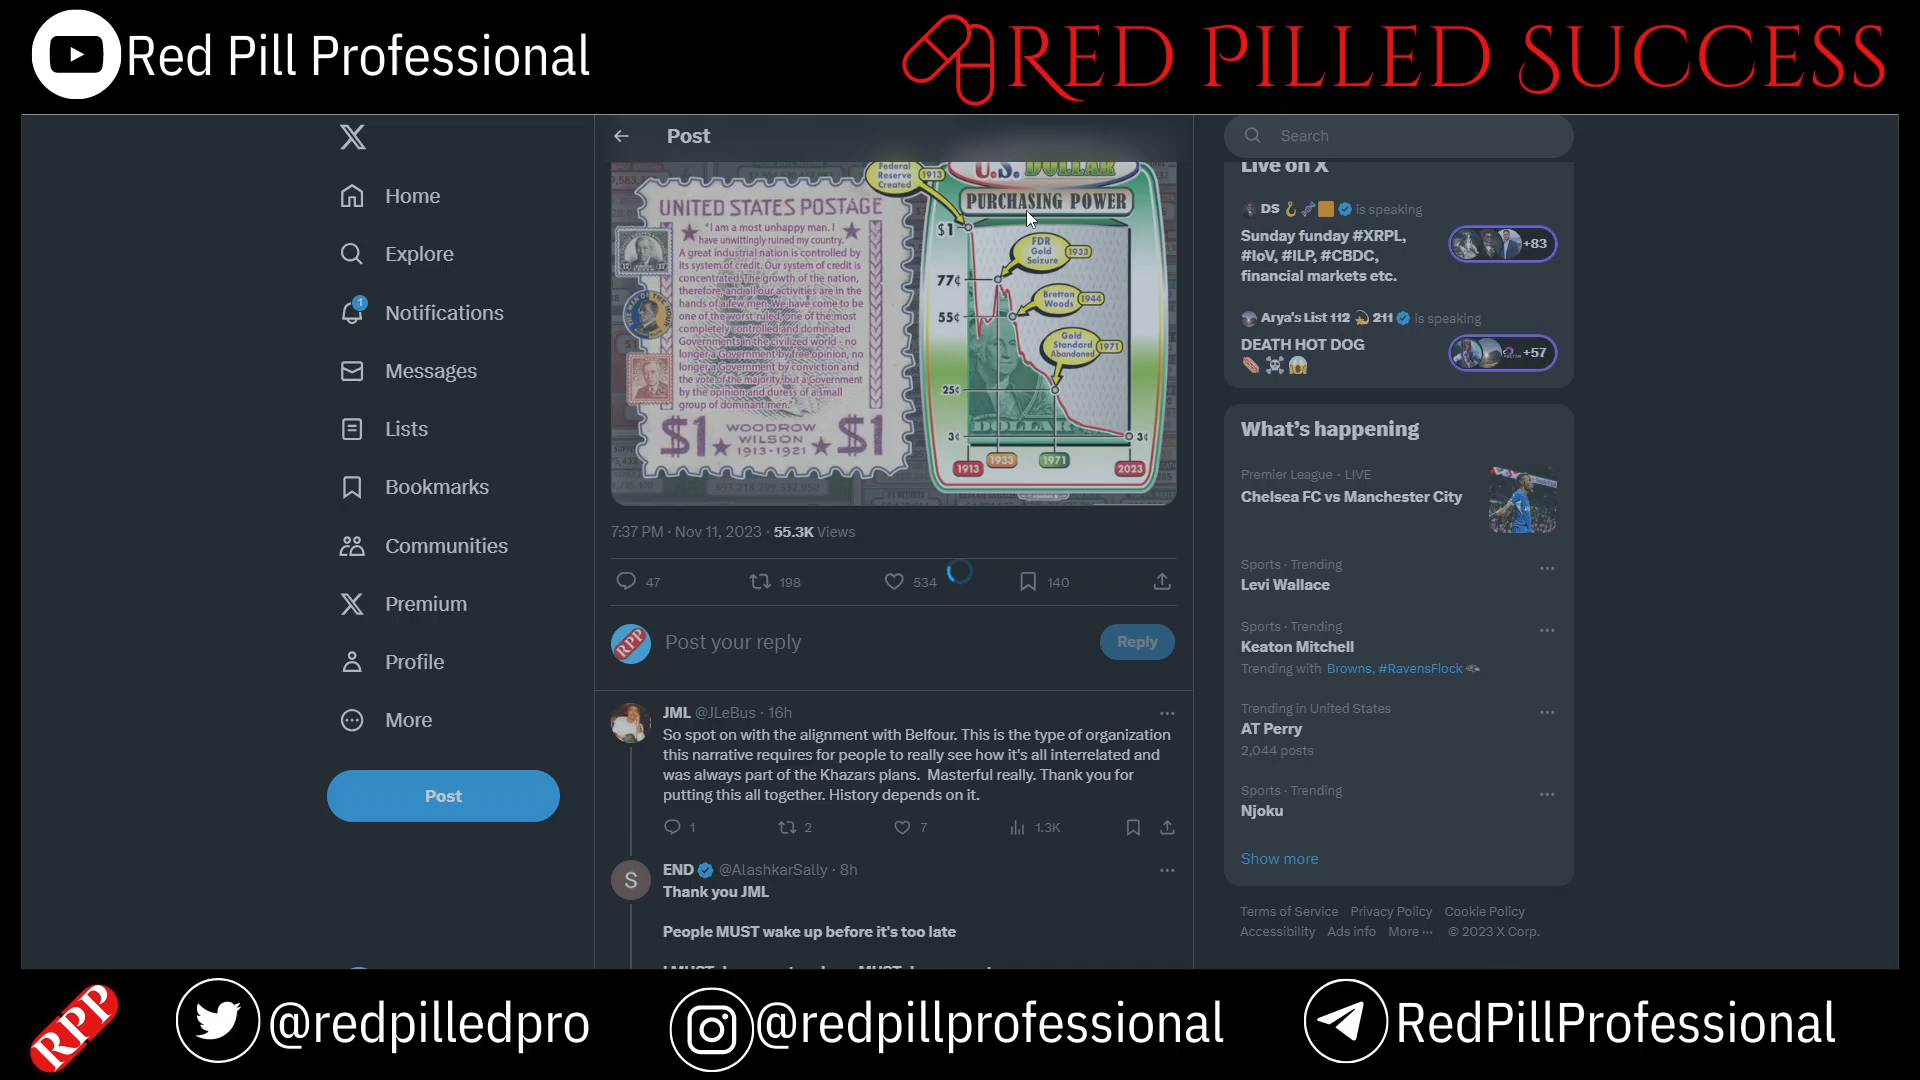 Red Pill Professional
RED PILLED SUCCESS
Post
Search
Home
Explore
1
Notifications
Messages
Lists
Bookmarks
Communities
Premium
Profile
More
Post
UNITED STATES POSTAGE
"I am a most unhappy man. I
have unwittingly ruined my country.
A great industrial nation is controlled by
its system of credit. Our system of credit is
concentrated. The growth of the nation,
therefore, and all our activities are in the
hands of a few men. We have come to be
one of the worst ruled, one of the most
completely controlled and dominated
Governments in the civilized world - no
longer a Government by free opinion, no
longer a Government by conviction and
the vote of the majority, but a Government
by the opinion and duress of a small
group of dominant men."
$1 WOODROW WILSON $1
1913-1921
Federal
Reserve
Created
1913
U.S. DOLLAR
PURCHASING POWER
$1
FDR
Gold
Seizure
1933
77¢
Bretton
Woods
1944
55¢
Gold
Standard
Abandoned
1971
25¢
DOLLAR
3¢
3¢
1913
1933
1971
2023
7:37 PM · Nov 11, 2023 · 55.3K Views
47
198
534
140
RPP
Post your reply
Reply
JML @JLeBus · 16h
So spot on with the alignment with Belfour. This is the type of organization
this narrative requires for people to really see how it's all interrelated and
was always part of the Khazars plans. Masterful really. Thank you for
putting this all together. History depends on it.
1
2
7
1.3K
S
END @AlashkarSally · 8h
Thank you JML
People MUST wake up before it's too late
Live on X
DS is speaking
Sunday funday #XRPL,
#IoV, #ILP, #CBDC,
financial markets etc.
+83
Arya's List 112 211 is speaking
DEATH HOT DOG
+57
What's happening
Premier League · LIVE
Chelsea FC vs Manchester City
Sports · Trending
Levi Wallace
Sports · Trending
Keaton Mitchell
Trending with Browns, #RavensFlock
Trending in United States
AT Perry
2,044 posts
Sports · Trending
Njoku
Show more
Terms of Service Privacy Policy Cookie Policy
Accessibility Ads info More ··· © 2023 X Corp.
RPP
@redpilledpro
@redpillprofessional
RedPillProfessional